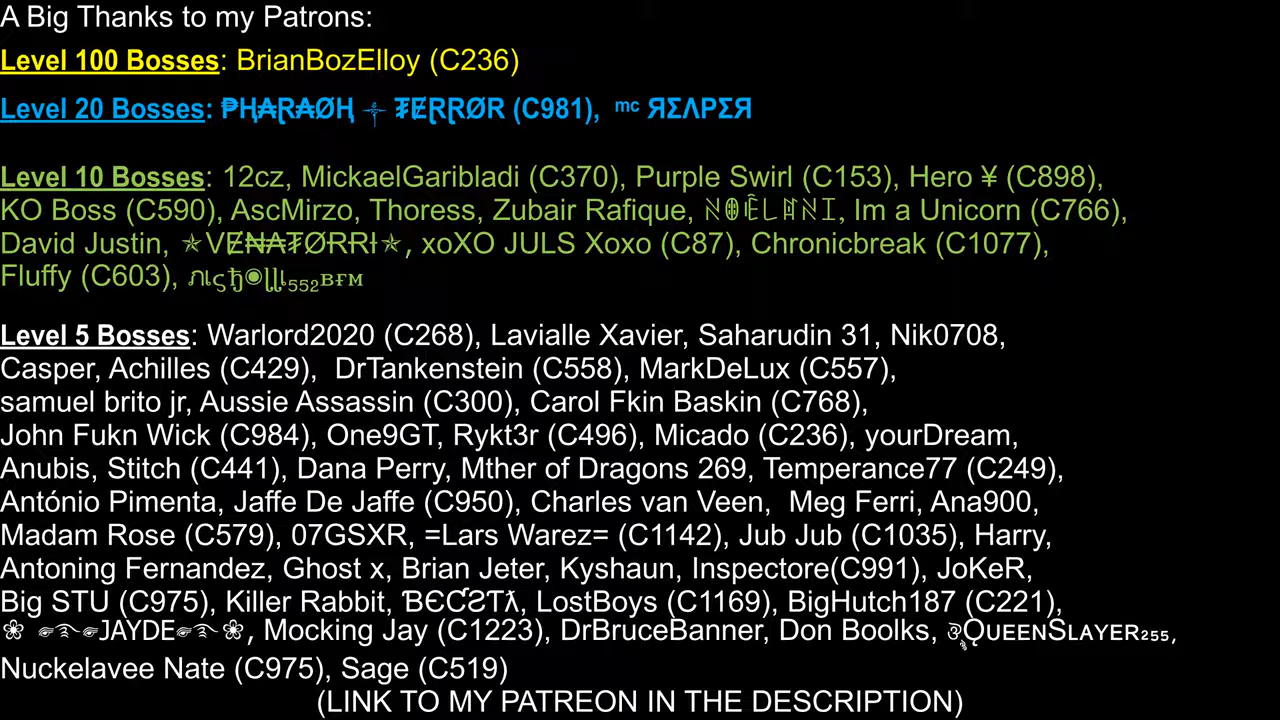 A Big Thanks to my Patrons:
Level 100 Bosses: BrianBozElloy (C236)
Level 20 Bosses: ₱Ⱨ₳Ɽ₳ØⱧ ⸎ ₮ɆⱤⱤØR (C981), ᵐᶜ ЯΣΛPΣЯ
Level 10 Bosses: 12cz, MickaelGaribladi (C370), Purple Swirl (C153), Hero ¥ (C898),
KO Boss (C590), AscMirzo, Thoress, Zubair Rafique, Im a Unicorn (C766),
David Justin, ✯VɆ₦₳₮ØɌɌƗ✯, xoXO JULS Xoxo (C87), Chronicbreak (C1077),
Fluffy (C603),
Level 5 Bosses: Warlord2020 (C268), Lavialle Xavier, Saharudin 31, Nik0708,
Casper, Achilles (C429), DrTankenstein (C558), MarkDeLux (C557),
samuel brito jr, Aussie Assassin (C300), Carol Fkin Baskin (C768),
John Fukn Wick (C984), One9GT, Rykt3r (C496), Micado (C236), yourDream,
Anubis, Stitch (C441), Dana Perry, Mther of Dragons 269, Temperance77 (C249),
António Pimenta, Jaffe De Jaffe (C950), Charles van Veen, Meg Ferri, Ana900,
Madam Rose (C579), 07GSXR, =Lars Warez= (C1142), Jub Jub (C1035), Harry,
Antoning Fernandez, Ghost x, Brian Jeter, Kyshaun, Inspectore(C991), JoKeR,
Big STU (C975), Killer Rabbit, ƁЄƇƧƬƛ, LostBoys (C1169), BigHutch187 (C221),
❀ ☙࿐☙JAYDE☙࿐❀, Mocking Jay (C1223), DrBruceBanner, Don Boolks, ঔৣQᴜᴇᴇɴSʟᴀʏᴇʀ₂₅₅,
Nuckelavee Nate (C975), Sage (C519)
(LINK TO MY PATREON IN THE DESCRIPTION)